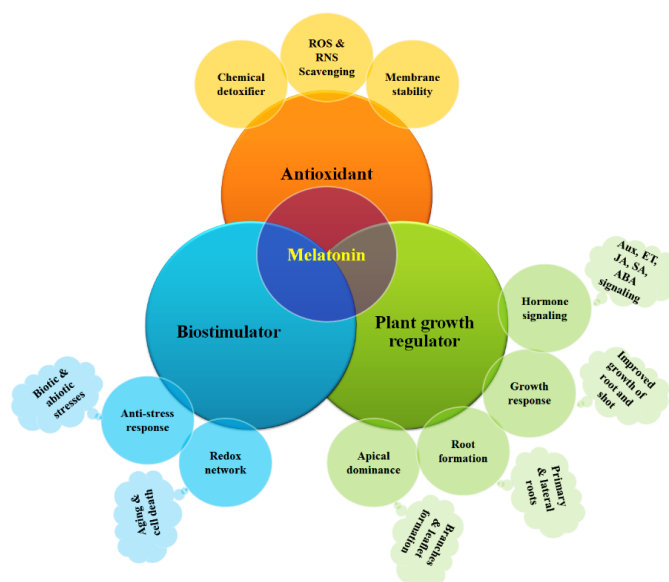 ROS &
RNS
Scavenging
Chemical
detoxifier
Membrane
stability
Antioxidant
Melatonin
Biostimulator
Plant growth
regulator
Aux, ET,
JA, SA,
ABA
signaling
Hormone
signaling
Improved
growth of
root and
shot
Growth
response
Root
formation
Primary
& lateral
roots
Apical
dominance
Branches
& leaflet
formation
Biotic &
abiotic
stresses
Anti-stress
response
Redox
network
Aging &
cell death